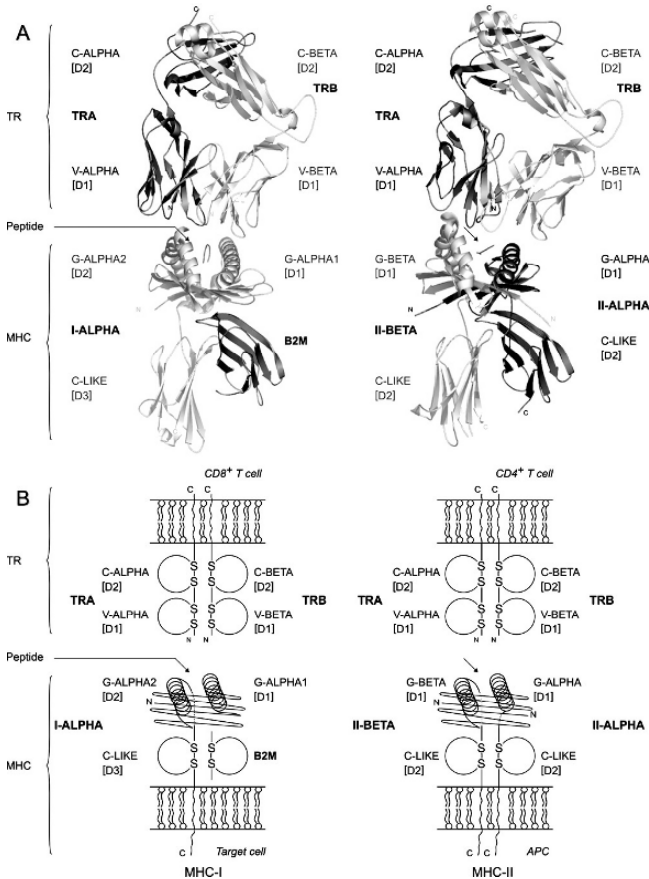 A
C
C
C
C
C-ALPHA
[D2]
C-BETA
[D2]
C-ALPHA
[D2]
C-BETA
[D2]
TRB
TRB
TR
TRA
TRA
V-ALPHA
[D1]
V-BETA
[D1]
V-ALPHA
[D1]
V-BETA
[D1]
N
N
Peptide
G-ALPHA2
[D2]
G-ALPHA1
[D1]
G-BETA
[D1]
G-ALPHA
[D1]
N
N
N
MHC
I-ALPHA
B2M
II-BETA
II-ALPHA
C-LIKE
[D3]
C-LIKE
[D2]
C-LIKE
[D2]
C
C
B
CD8+ T cell
CD4+ T cell
C C
C C
TR
C-ALPHA
[D2]
S S
S S
C-BETA
[D2]
C-ALPHA
[D2]
S S
S S
C-BETA
[D2]
TRA
TRB
TRA
TRB
V-ALPHA
[D1]
S S
S S
V-BETA
[D1]
V-ALPHA
[D1]
S S
S S
V-BETA
[D1]
N N
N N
Peptide
G-ALPHA2
[D2]
G-ALPHA1
[D1]
G-BETA
[D1]
G-ALPHA
[D1]
N
N
N
I-ALPHA
II-BETA
II-ALPHA
MHC
C-LIKE
[D3]
S S
S S
B2M
C-LIKE
[D2]
S S
S S
C-LIKE
[D2]
C
Target cell
C C
APC
MHC-I
MHC-II